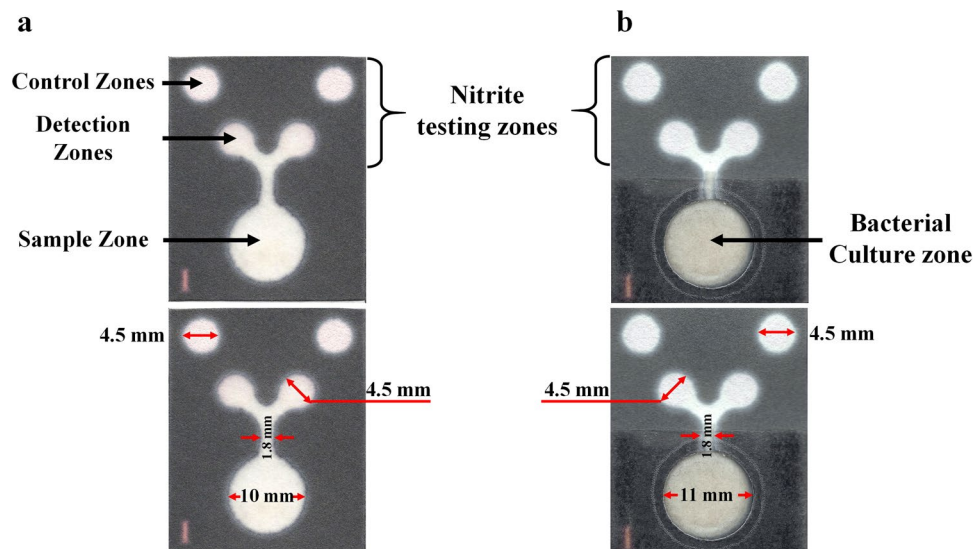 a
b
Control Zones
Detection
Zones
Sample Zone
Nitrite
testing zones
Bacterial
Culture zone
4.5 mm
4.5 mm
1.8 mm
10 mm
4.5 mm
4.5 mm
1.8 mm
11 mm